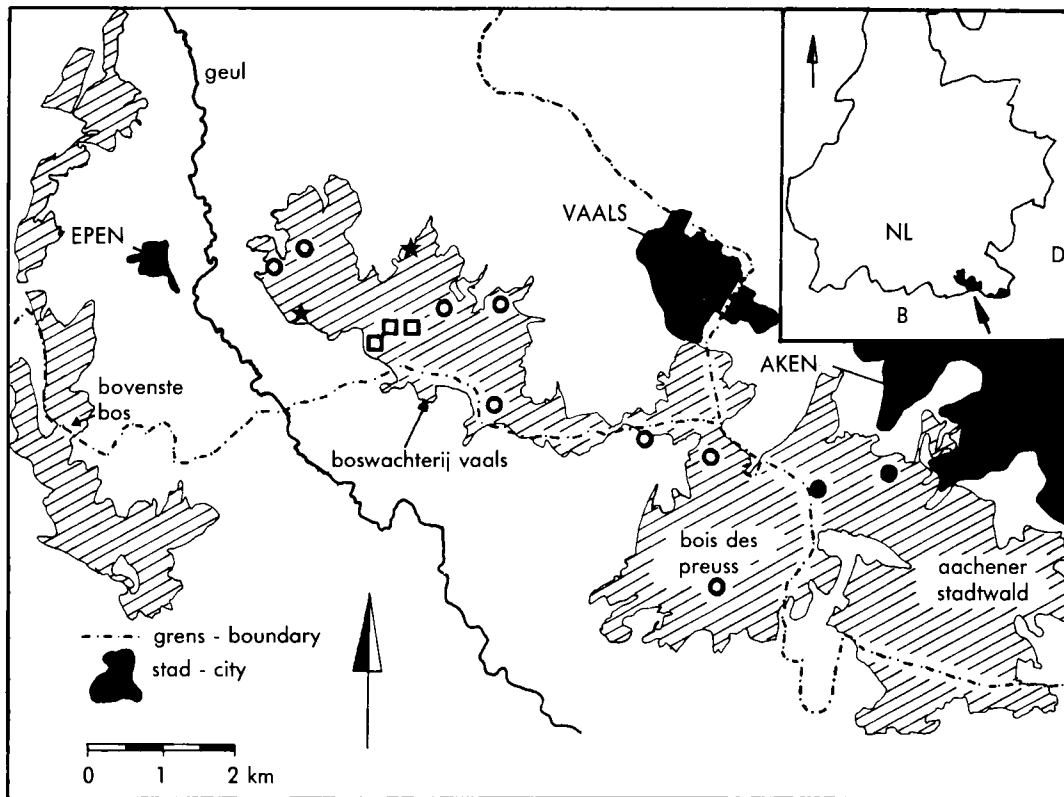 geul
EPEN
VAALS
NL
D
B
AKEN
bovenste
bos
boswachterij vaals
bois des
preuss
aachener
stadtwald
grens - boundary
stad - city
0 1 2 km